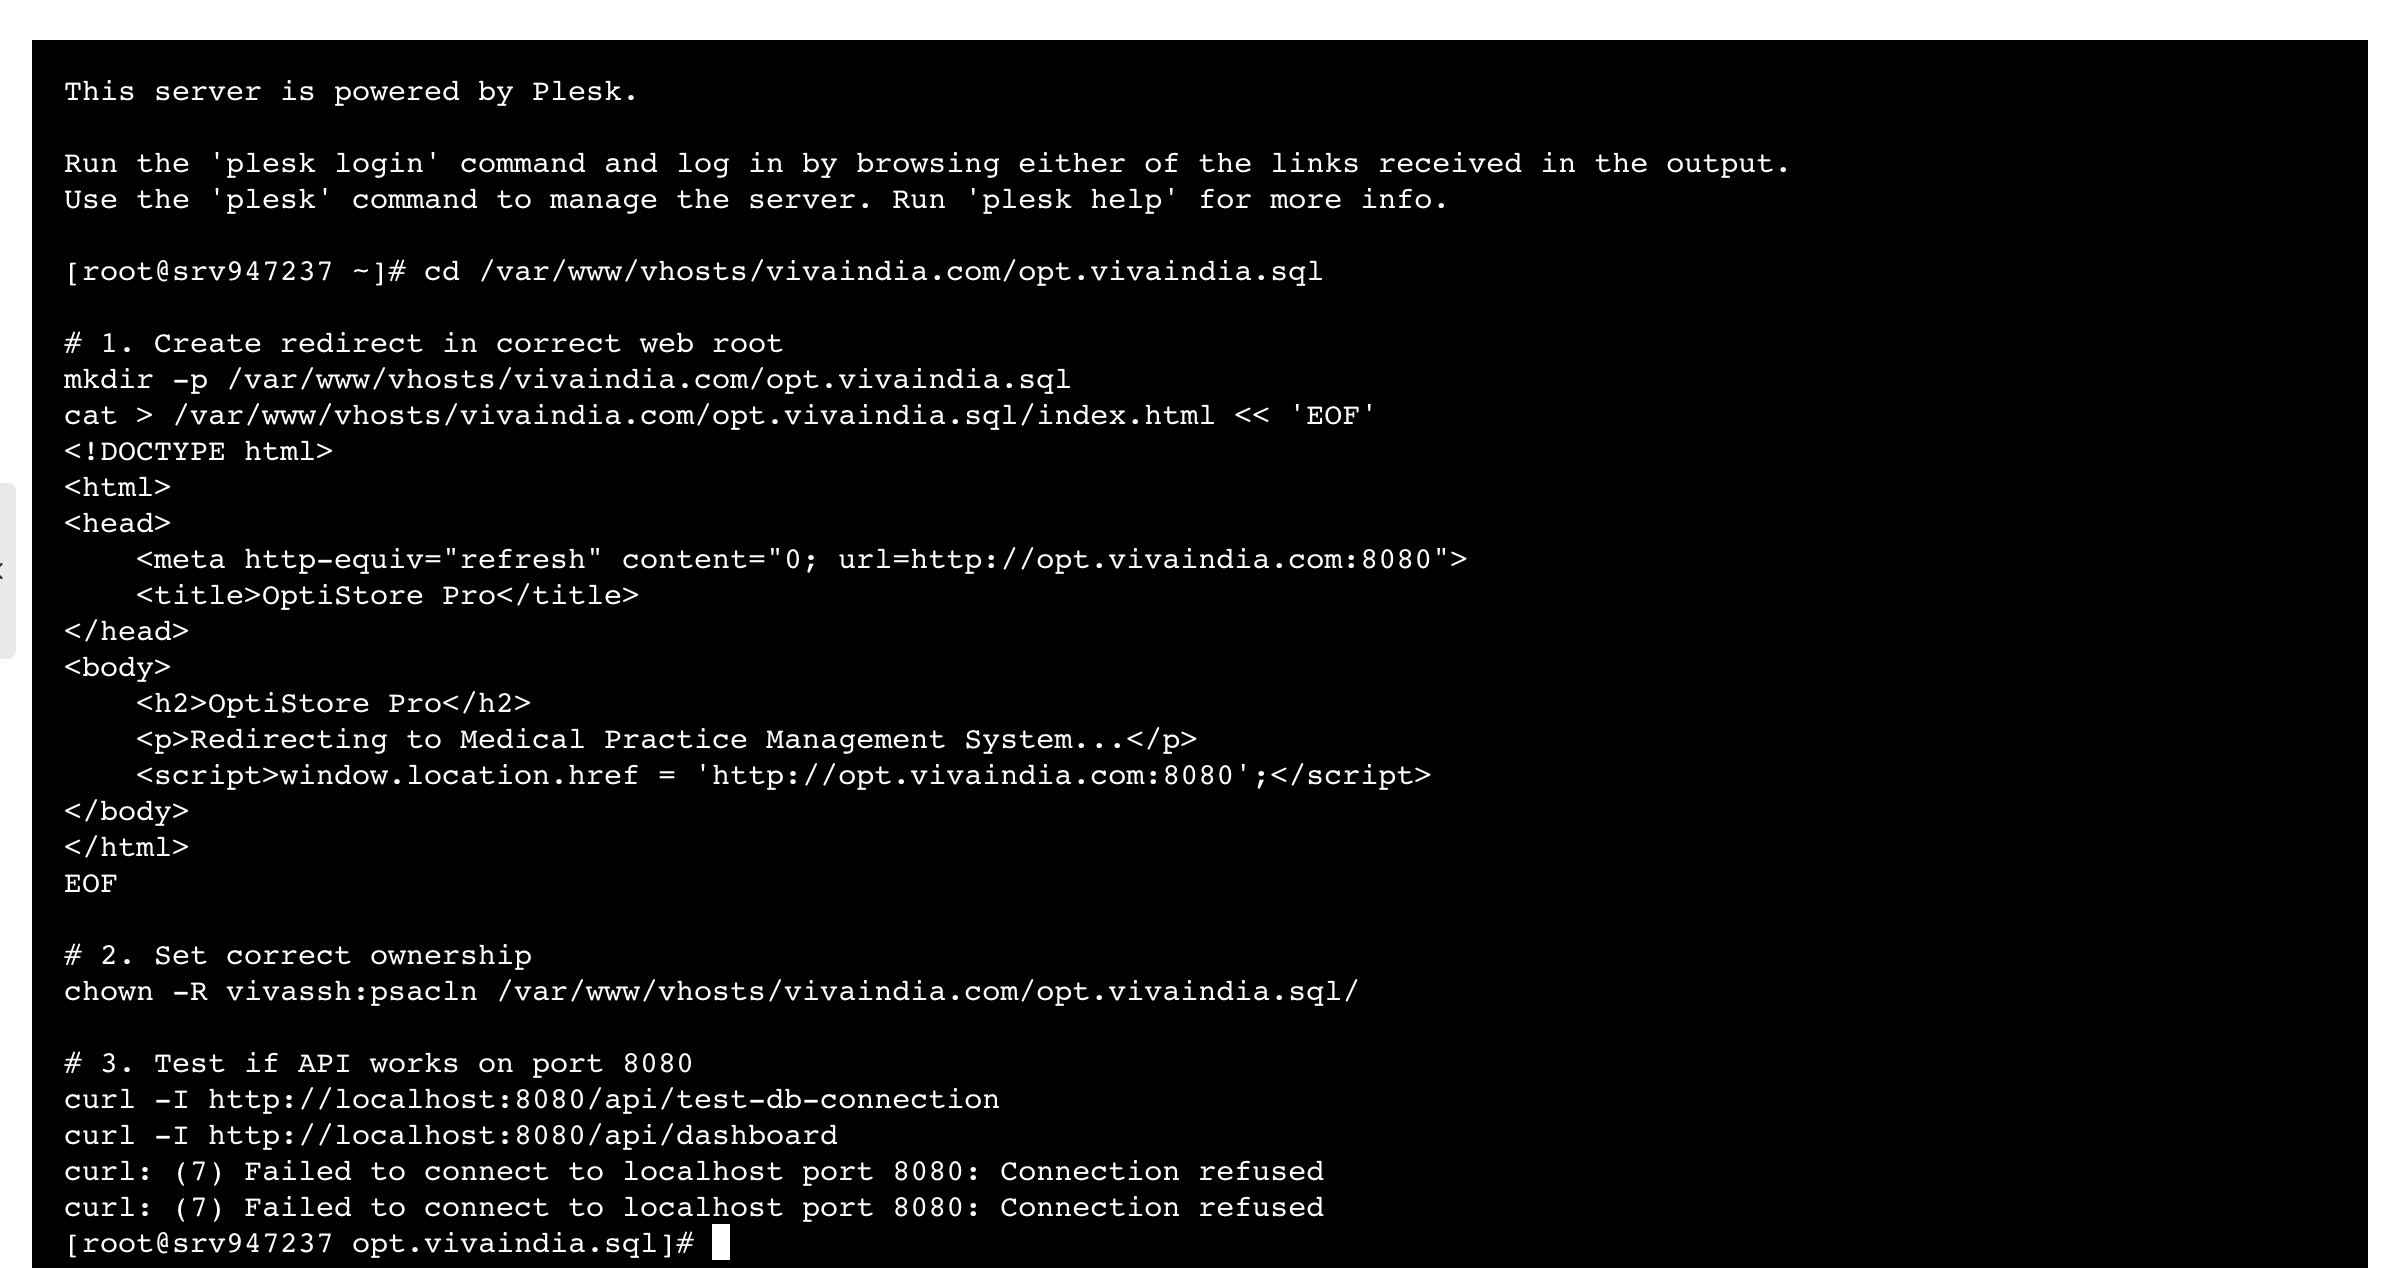 This server is powered by Plesk.
Run the 'plesk login' command and log in by browsing either of the links received in the output.
Use the 'plesk' command to manage the server. Run 'plesk help' for more info.
[root@srv947237 ~]# cd /var/www/vhosts/vivaindia.com/opt.vivaindia.sql
# 1. Create redirect in correct web root
mkdir -p /var/www/vhosts/vivaindia.com/opt.vivaindia.sql
cat > /var/www/vhosts/vivaindia.com/opt.vivaindia.sql/index.html << 'EOF'
<!DOCTYPE html>
<html>
<head>
    <meta http-equiv="refresh" content="0; url=http://opt.vivaindia.com:8080">
    <title>OptiStore Pro</title>
</head>
<body>
    <h2>OptiStore Pro</h2>
    <p>Redirecting to Medical Practice Management System...</p>
    <script>window.location.href = 'http://opt.vivaindia.com:8080';</script>
</body>
</html>
EOF
# 2. Set correct ownership
chown -R vivassh:psacln /var/www/vhosts/vivaindia.com/opt.vivaindia.sql/
# 3. Test if API works on port 8080
curl -I http://localhost:8080/api/test-db-connection
curl -I http://localhost:8080/api/dashboard
curl: (7) Failed to connect to localhost port 8080: Connection refused
curl: (7) Failed to connect to localhost port 8080: Connection refused
[root@srv947237 opt.vivaindia.sql]#